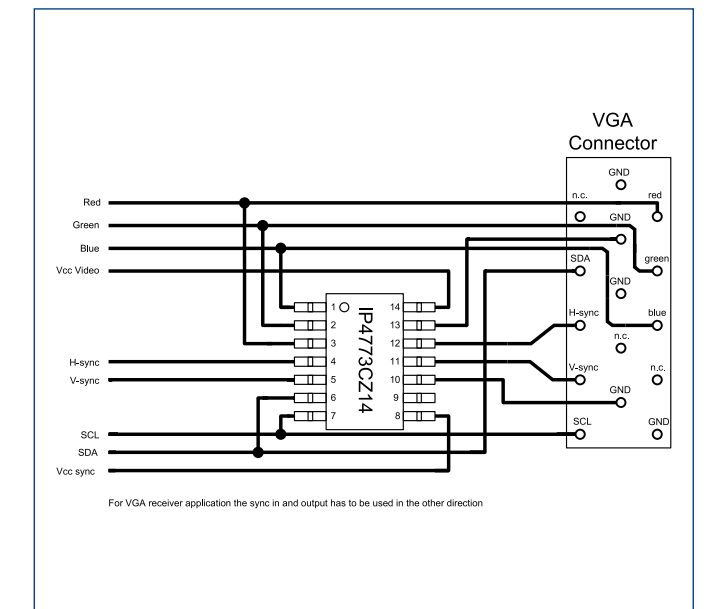 VGA
Connector
GND
n.c.
red
Red
GND
Green
Blue
SDA
green
Vcc Video
GND
1
14
IP4773CZ14
H-sync
blue
2
13
3
12
n.c.
H-sync
4
11
V-sync
n.c.
V-sync
5
10
GND
6
9
7
8
SCL
GND
SCL
SDA
Vcc sync
For VGA receiver application the sync in and output has to be used in the other direction